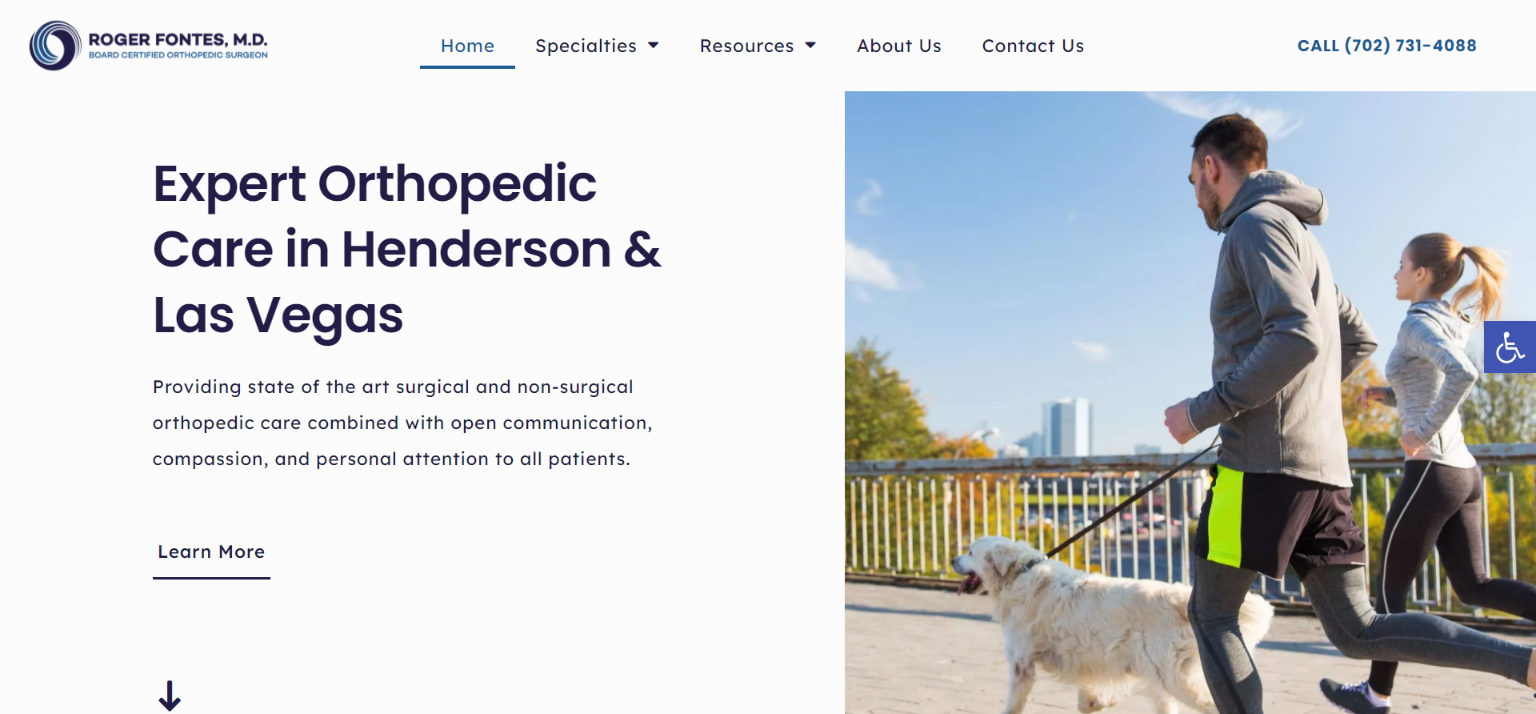 ROGER FONTES, M.D.
BOARD CERTIFIED ORTHOPEDIC SURGEON
Home
Specialties
Resources
About Us
Contact Us
CALL (702) 731-4088
Expert Orthopedic
Care in Henderson &
Las Vegas
Providing state of the art surgical and non-surgical
orthopedic care combined with open communication,
compassion, and personal attention to all patients.
Learn More